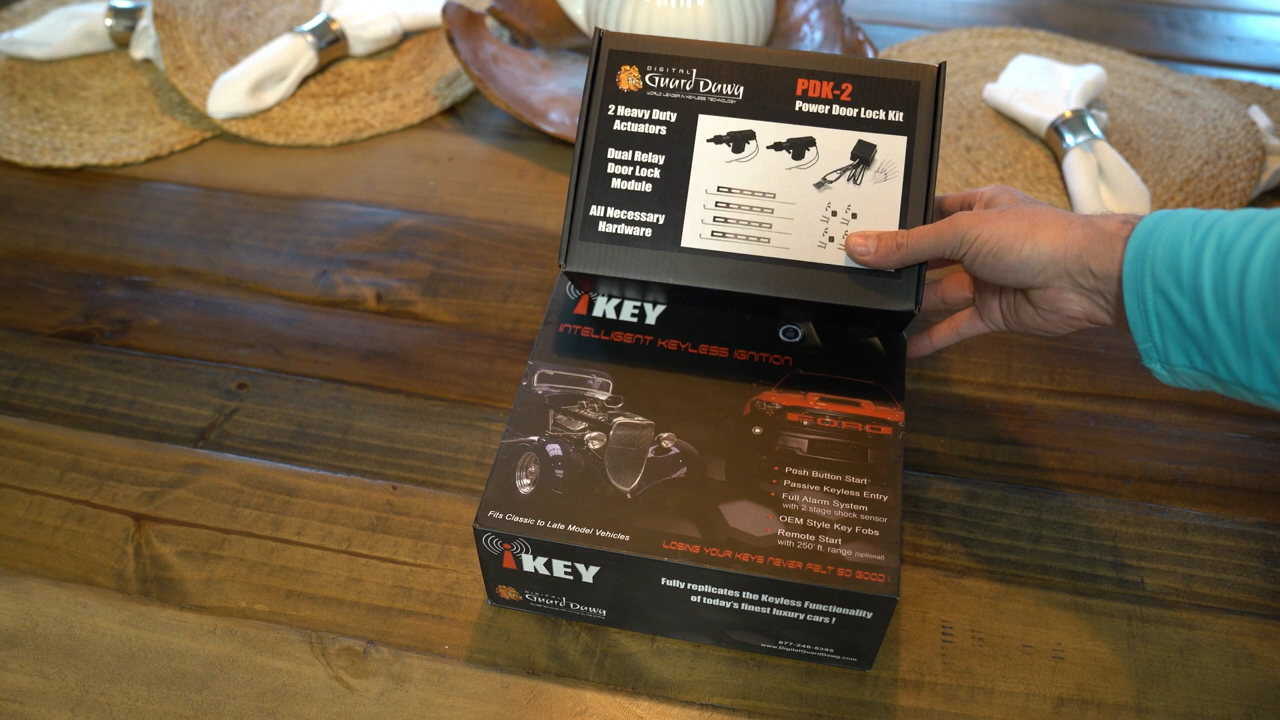 DIGITAL
Guard Dawg
WORLD LEADER IN KEYLESS TECHNOLOGY
PDK-2
Power Door Lock Kit
2 Heavy Duty
Actuators
Dual Relay
Door Lock
Module
All Necessary
Hardware
iKEY
INTELLIGENT KEYLESS IGNITION
FORD
Push Button Start
Passive Keyless Entry
Full Alarm System
with 2 stage shock sensor
OEM Style Key Fobs
Remote Start
with 250' ft. range (optional)
Fits Classic to Late Model Vehicles
LOSING YOUR KEYS NEVER FELT SO GOOD !
iKEY
DIGITAL
Guard Dawg
Fully replicates the Keyless Functionality
of today's finest luxury cars !
877-246-6396
www.DigitalGuardDawg.com